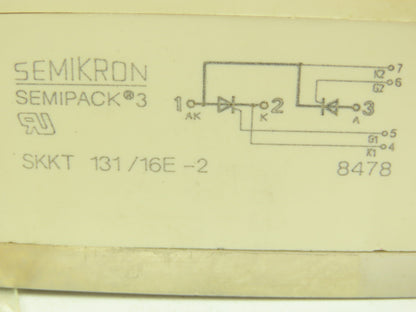 SEMIKRON
SEMIPACK®3
SKKT 131/16E-2
1 AK
2 K
3 A
7 K2
6 G2
G1 5
K1 4
8478